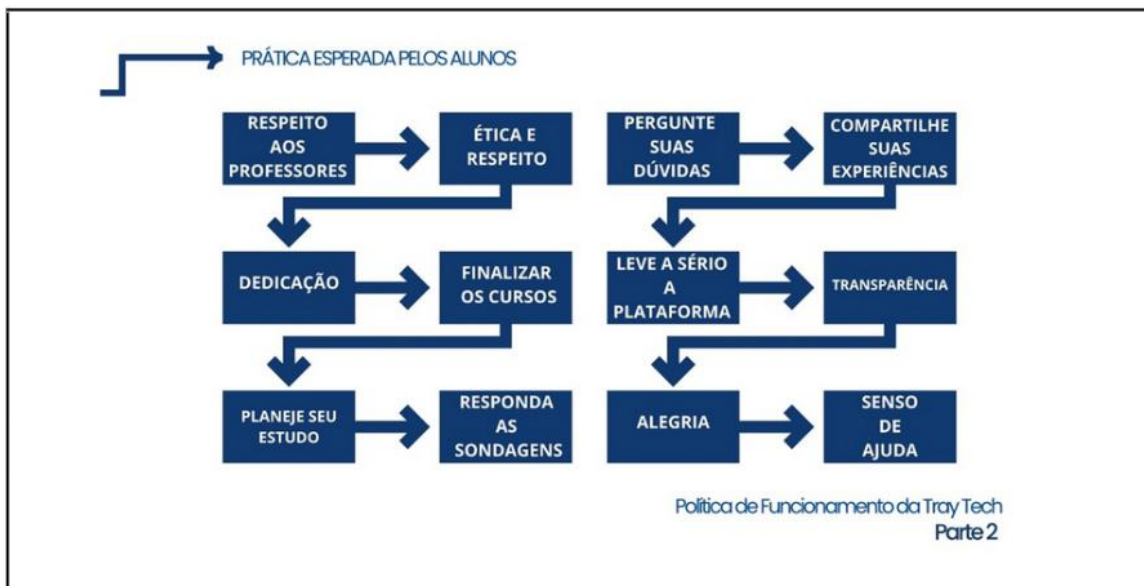 PRÁTICA ESPERADA PELOS ALUNOS
RESPEITO
AOS
PROFESSORES
ÉTICA E
RESPEITO
DEDICAÇÃO
FINALIZAR
OS CURSOS
PLANEJE SEU
ESTUDO
RESPONDA
AS
SONDAGENS
PERGUNTE
SUAS
DÚVIDAS
COMPARTILHE
SUAS
EXPERIÊNCIAS
LEVE A SÉRIO
A
PLATAFORMA
TRANSPARÊNCIA
ALEGRIA
SENSO
DE
AJUDA
Política de Funcionamento da Tray Tech
Parte 2